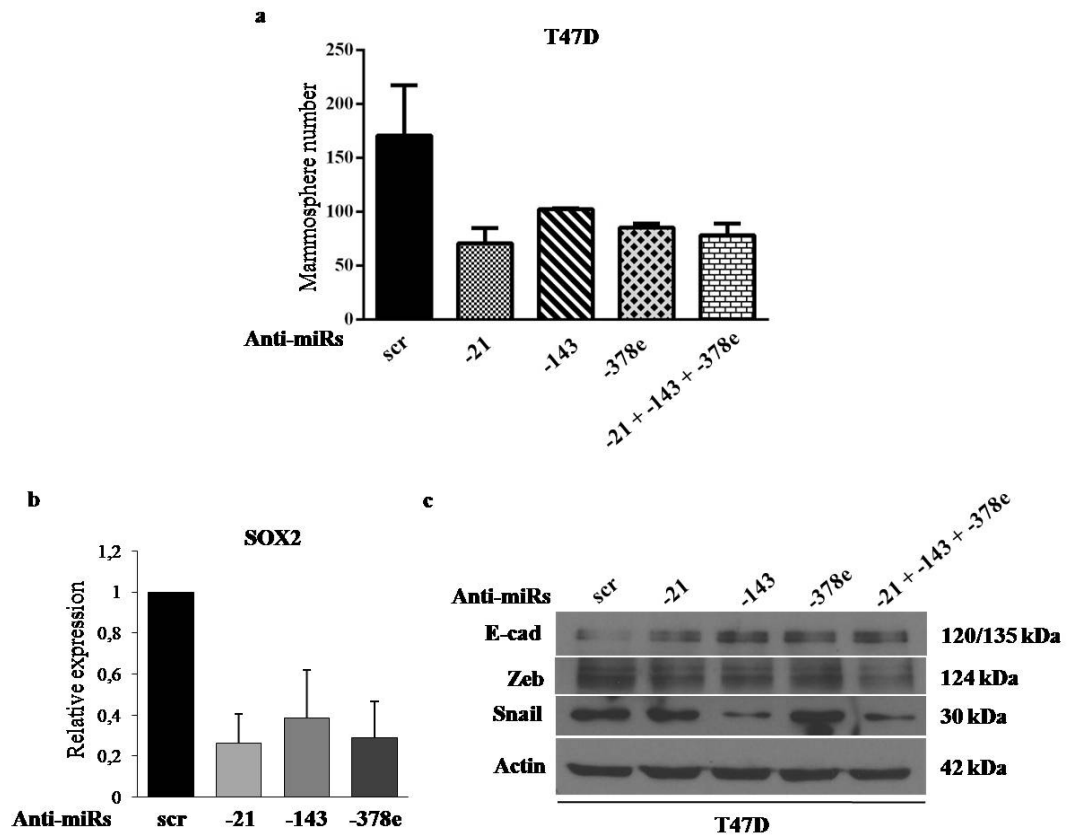 a
T47D
Mammosphere number
250
200
150
100
50
0
Anti-miRs
scr
-21
-143
-378e
-21 + -143 + -378e
b
SOX2
Relative expression
1,2
1
0,8
0,6
0,4
0,2
0
Anti-miRs scr -21 -143 -378e
c
Anti-miRs scr -21 -143 -378e -21 + -143 + -378e
E-cad 120/135 kDa
Zeb 124 kDa
Snail 30 kDa
Actin 42 kDa
T47D